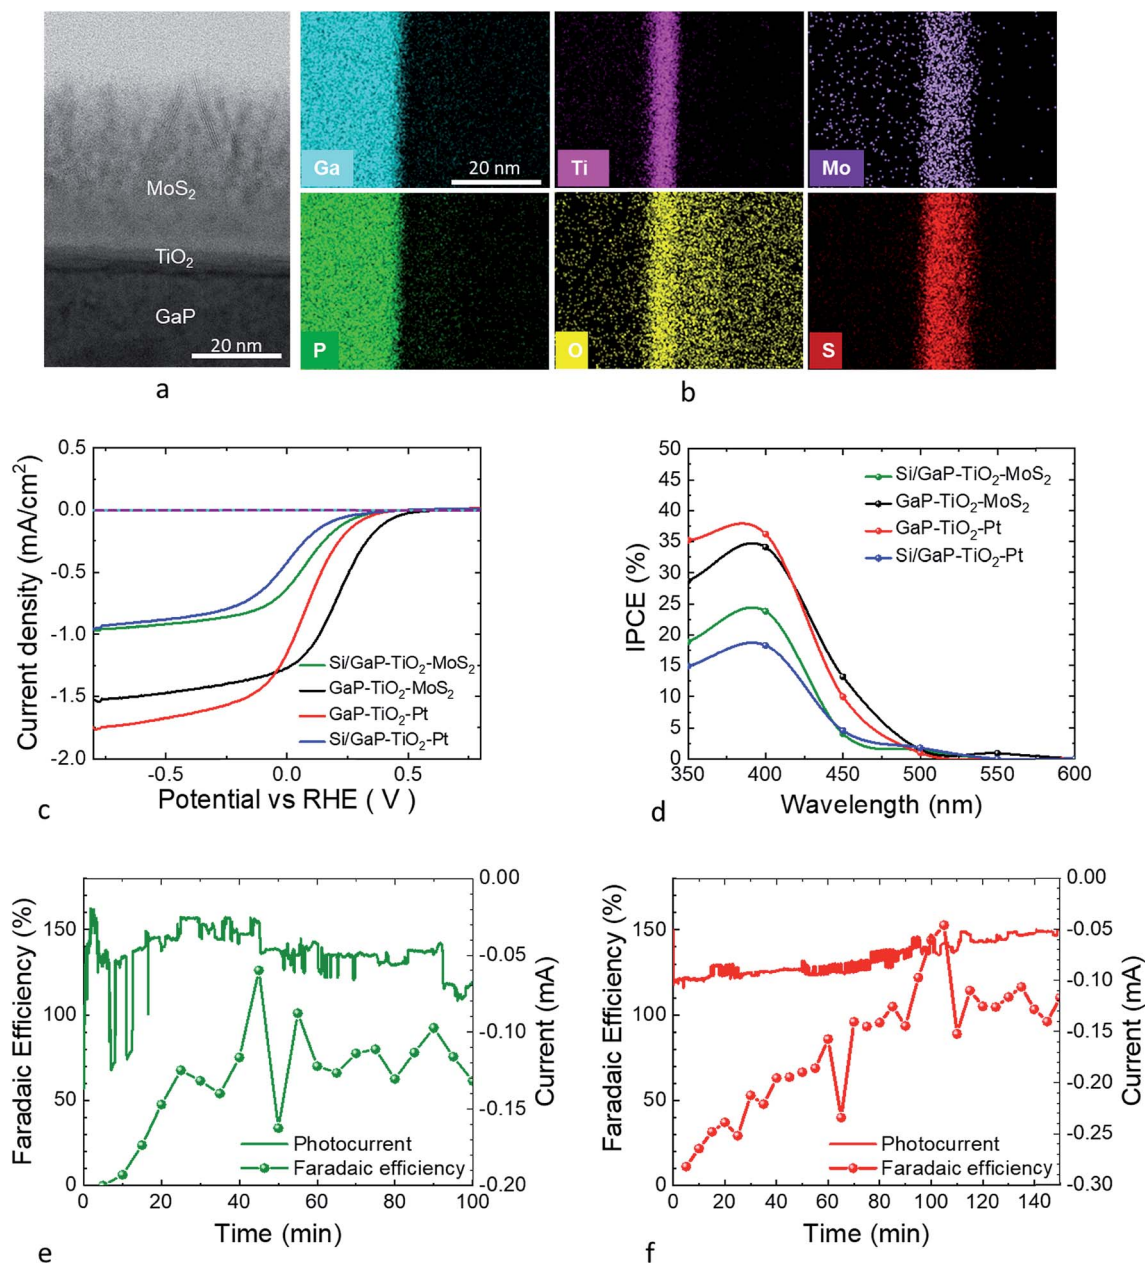 MoS2
TiO2
GaP
20 nm
a
Ga
20 nm
Ti
Mo
P
O
S
b
0.5
0.0
-0.5
-1.0
-1.5
-2.0
Current density (mA/cm2)
Si/GaP-TiO2-MoS2
GaP-TiO2-MoS2
GaP-TiO2-Pt
Si/GaP-TiO2-Pt
-0.5 0.0 0.5
Potential vs RHE ( V )
c
50
45
40
35
30
25
20
15
10
5
0
IPCE (%)
Si/GaP-TiO2-MoS2
GaP-TiO2-MoS2
GaP-TiO2-Pt
Si/GaP-TiO2-Pt
350 400 450 500 550 600
Wavelength (nm)
d
150
100
50
0
Faradaic Efficiency (%)
0.00
-0.05
-0.10
-0.15
-0.20
Current (mA)
Photocurrent
Faradaic efficiency
0 20 40 60 80 100
Time (min)
e
150
100
50
0
Faradaic Efficiency (%)
0.00
-0.05
-0.10
-0.15
-0.20
-0.25
-0.30
Current (mA)
Photocurrent
Faradaic efficiency
0 20 40 60 80 100 120 140
Time (min)
f